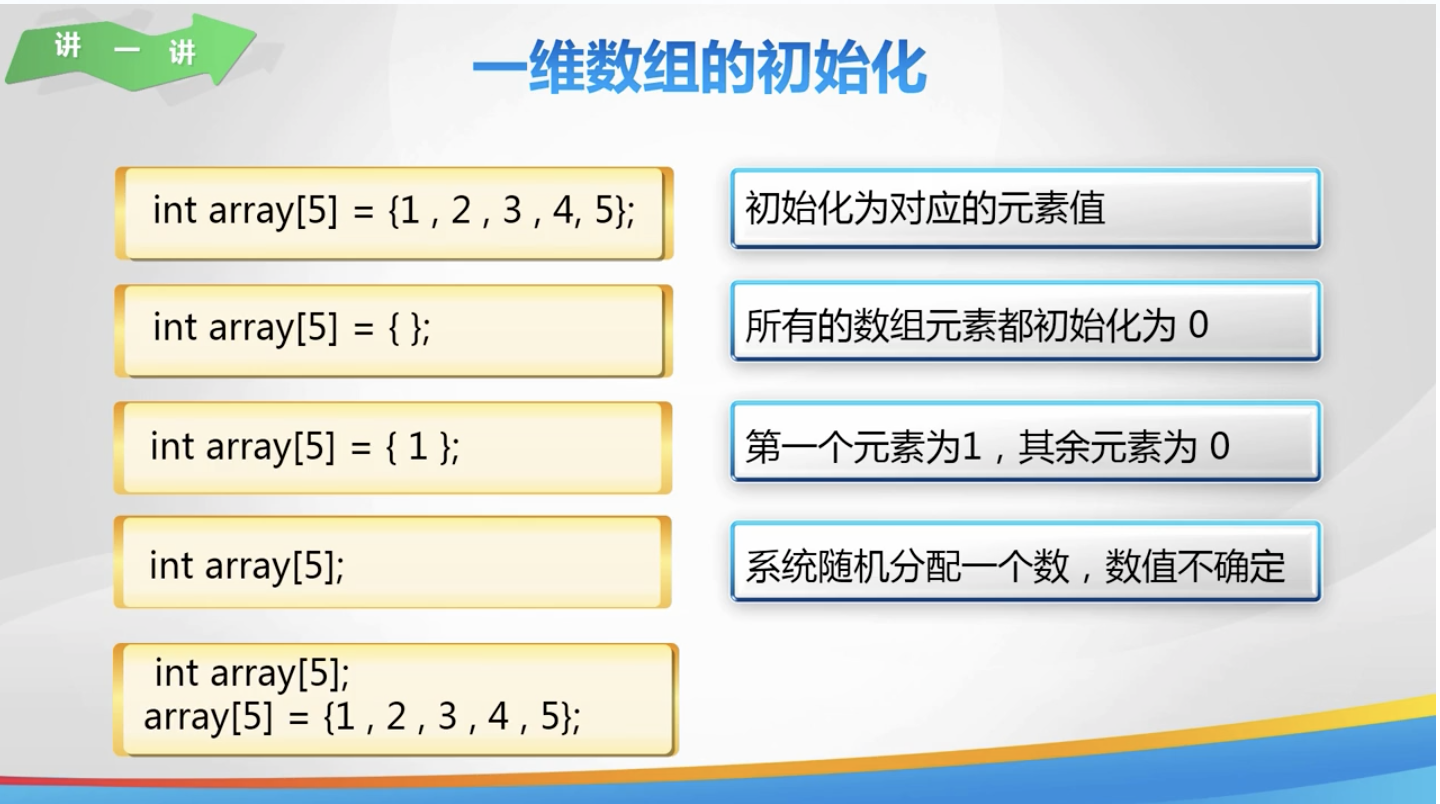 讲 一 讲
一维数组的初始化
int array[5] = {1 , 2 , 3 , 4, 5};
初始化为对应的元素值
int array[5] = { };
所有的数组元素都初始化为 0
int array[5] = { 1 };
第一个元素为1，其余元素为 0
int array[5];
系统随机分配一个数，数值不确定
int array[5];
array[5] = {1 , 2 , 3 , 4 , 5};